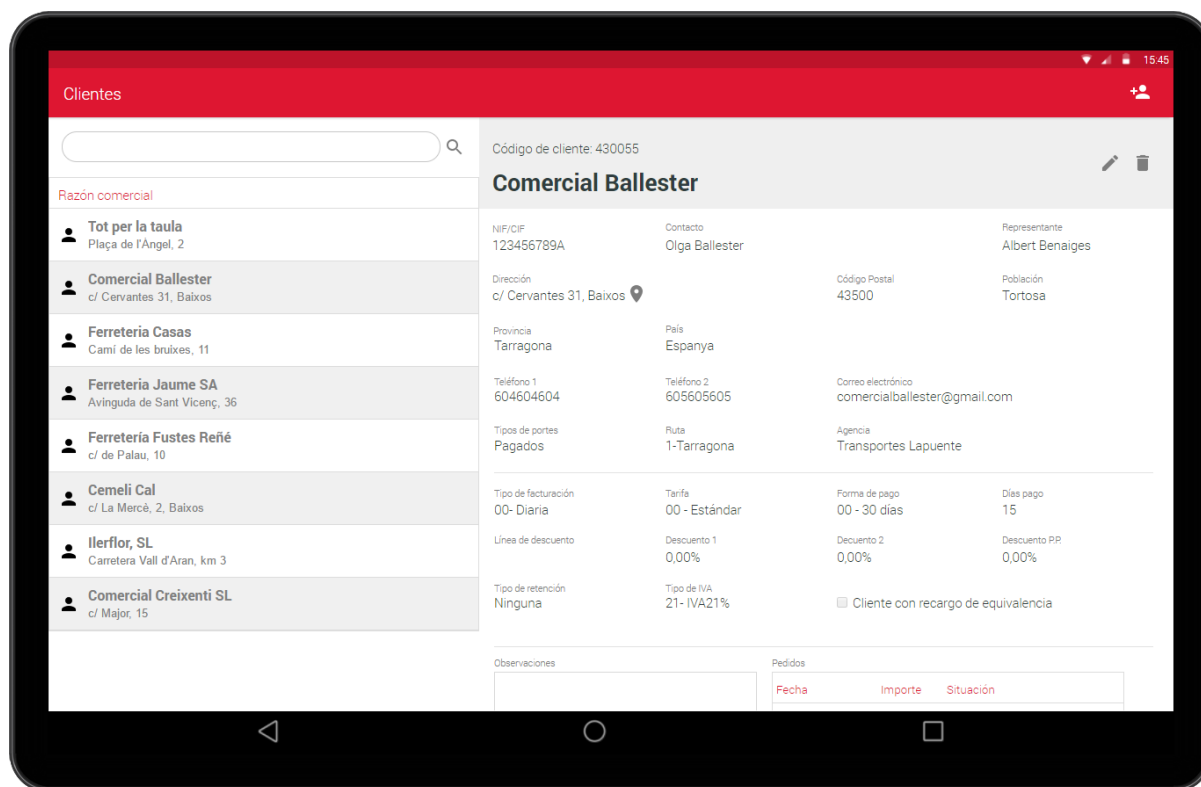 15:45
Clientes
Razón comercial
Tot per la taula
Plaça de l'Àngel, 2
Comercial Ballester
c/ Cervantes 31, Baixos
Ferreteria Casas
Camí de les bruixes, 11
Ferreteria Jaume SA
Avinguda de Sant Vicenç, 36
Ferretería Fustes Reñé
c/ de Palau, 10
Cemeli Cal
c/ La Mercè, 2, Baixos
Ilerflor, SL
Carretera Vall d'Aran, km 3
Comercial Creixenti SL
c/ Major, 15
Código de cliente: 430055
Comercial Ballester
NIF/CIF Contacto Representante
123456789A Olga Ballester Albert Benaiges
Dirección Código Postal Población
c/ Cervantes 31, Baixos 43500 Tortosa
Provincia País
Tarragona Espanya
Teléfono 1 Teléfono 2 Correo electrónico
604604604 605605605 comercialballester@gmail.com
Tipos de portes Ruta Agencia
Pagados 1-Tarragona Transportes Lapuente
Tipo de facturación Tarifa Forma de pago Días pago
00- Diaria 00 - Estándar 00 - 30 días 15
Línea de descuento Descuento 1 Decuento 2 Descuento P.P.
0,00% 0,00% 0,00%
Tipo de retención Tipo de IVA
Ninguna 21- IVA21% Cliente con recargo de equivalencia
Observaciones Pedidos
Fecha Importe Situación